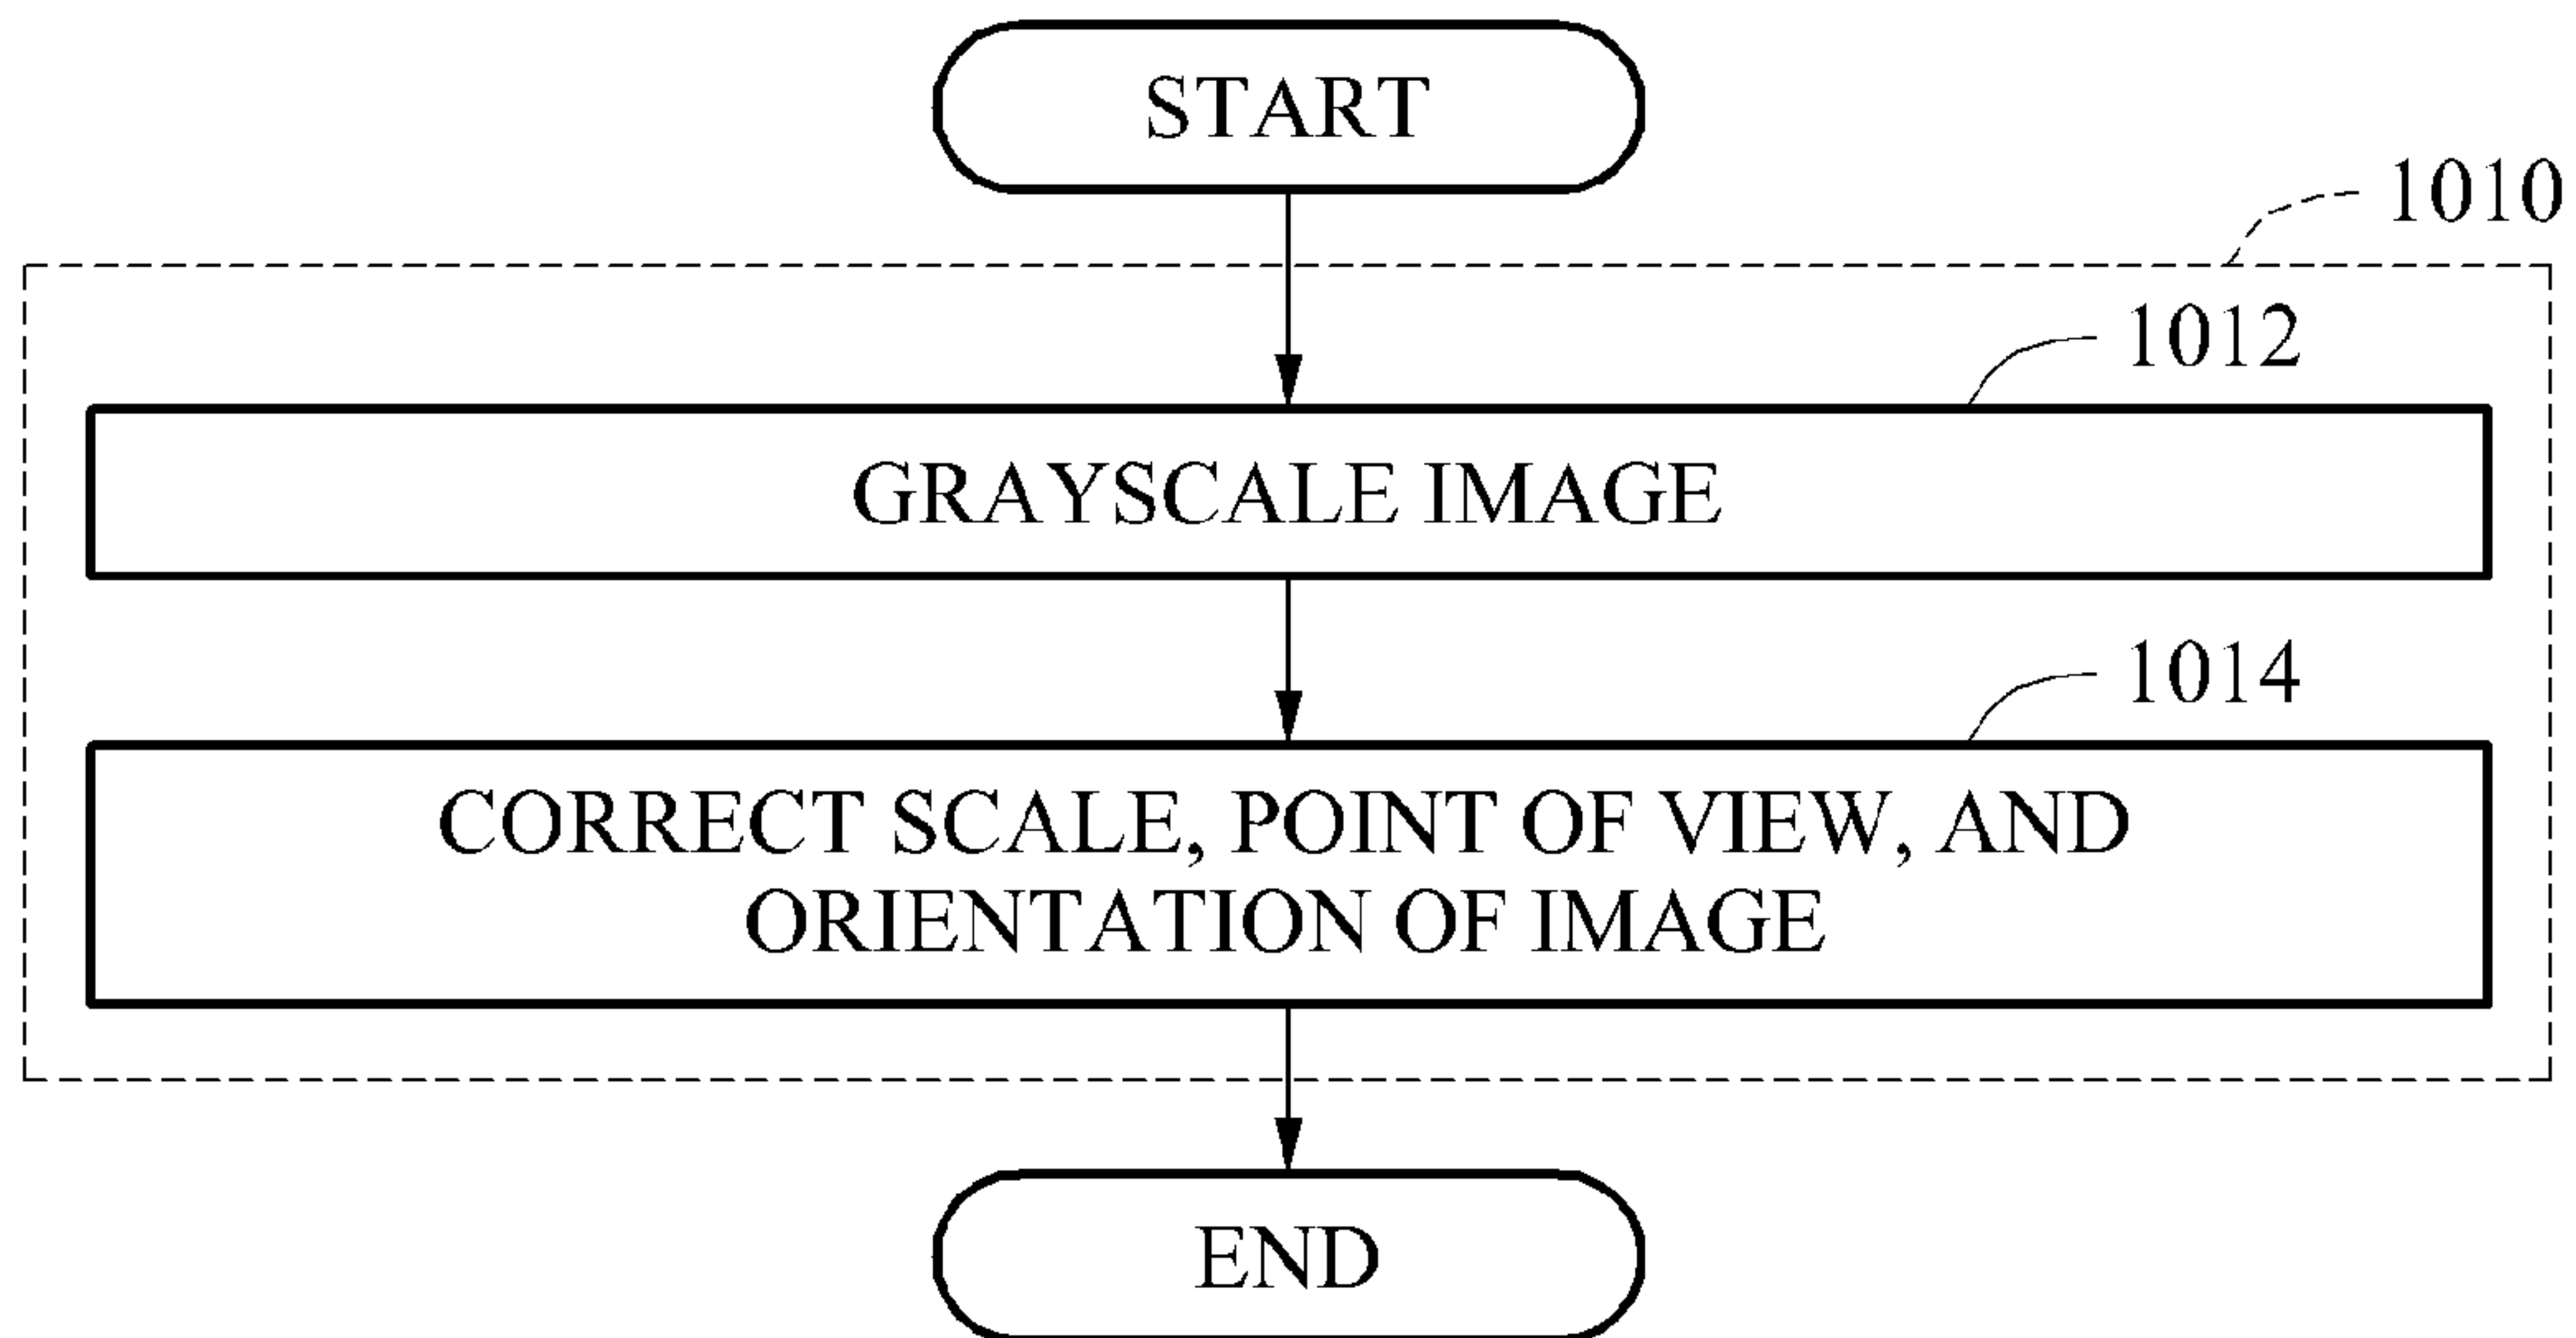 START
1010
1012
GRAYSCALE IMAGE
1014
CORRECT SCALE, POINT OF VIEW, AND
ORIENTATION OF IMAGE
END